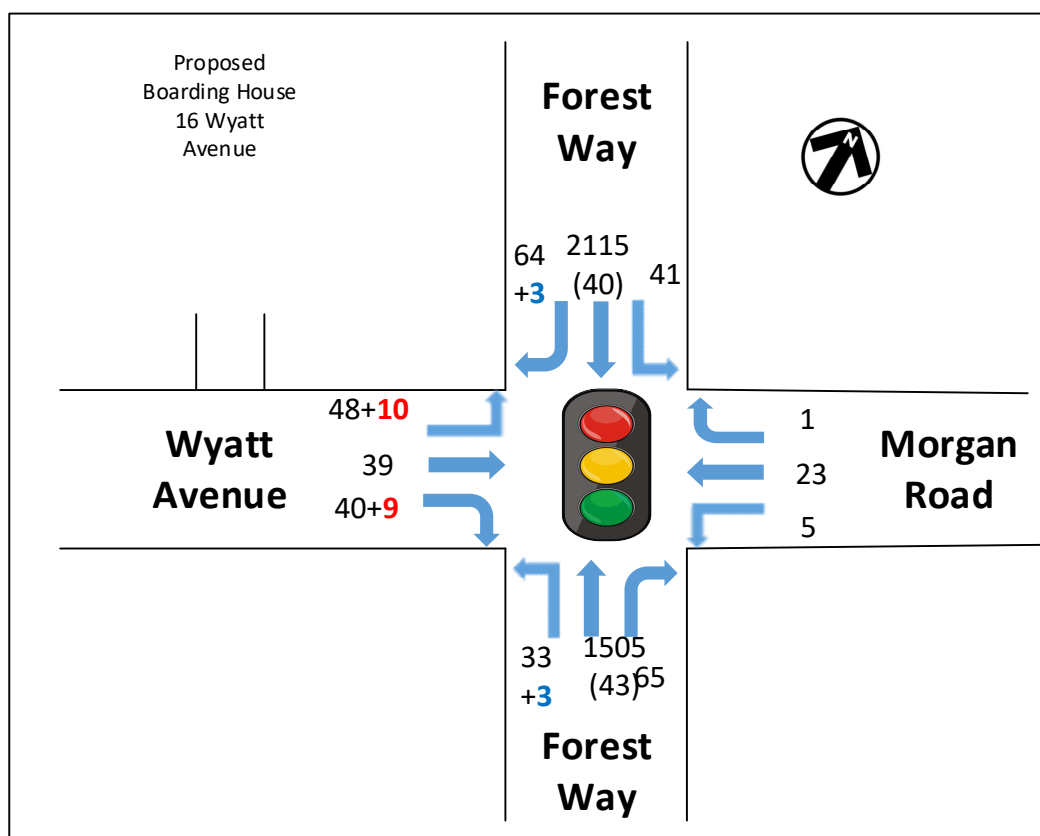 Proposed
Boarding House
16 Wyatt
Avenue
Forest
Way
N
64
+3
2115
(40)
41
48+10
39
40+9
Wyatt
Avenue
1
23
5
Morgan
Road
33
+3
1505
(43)
65
Forest
Way